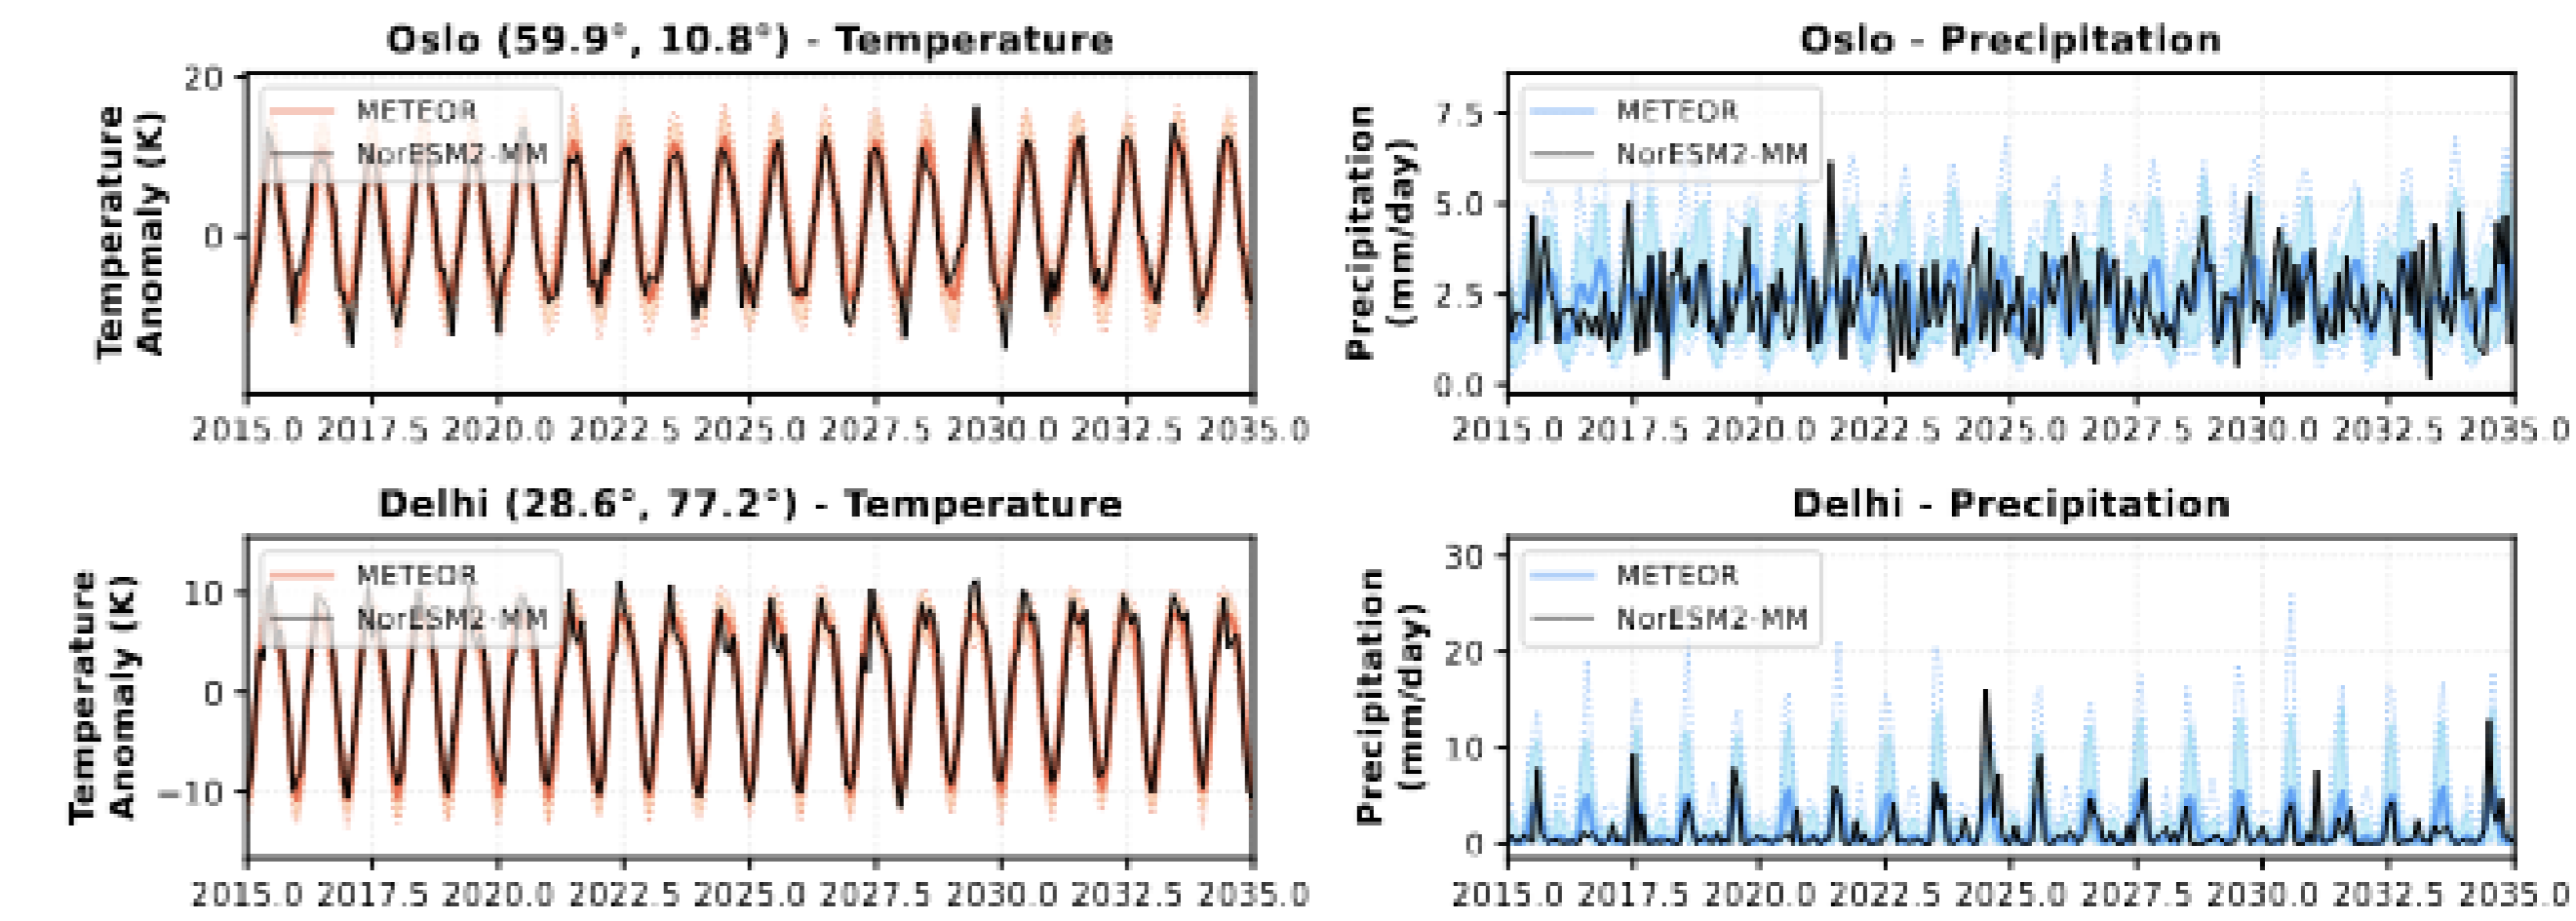 Oslo (59.9°, 10.8°) - Temperature
Temperature
Anomaly (K)
20
0
METEOR
NorESM2-MM
2015.0 2017.5 2020.0 2022.5 2025.0 2027.5 2030.0 2032.5 2035.0
Oslo - Precipitation
Precipitation
(mm/day)
7.5
5.0
2.5
0.0
METEOR
NorESM2-MM
2015.0 2017.5 2020.0 2022.5 2025.0 2027.5 2030.0 2032.5 2035.0
Delhi (28.6°, 77.2°) - Temperature
Temperature
Anomaly (K)
10
0
−10
METEOR
NorESM2-MM
2015.0 2017.5 2020.0 2022.5 2025.0 2027.5 2030.0 2032.5 2035.0
Delhi - Precipitation
Precipitation
(mm/day)
30
20
10
0
METEOR
NorESM2-MM
2015.0 2017.5 2020.0 2022.5 2025.0 2027.5 2030.0 2032.5 2035.0